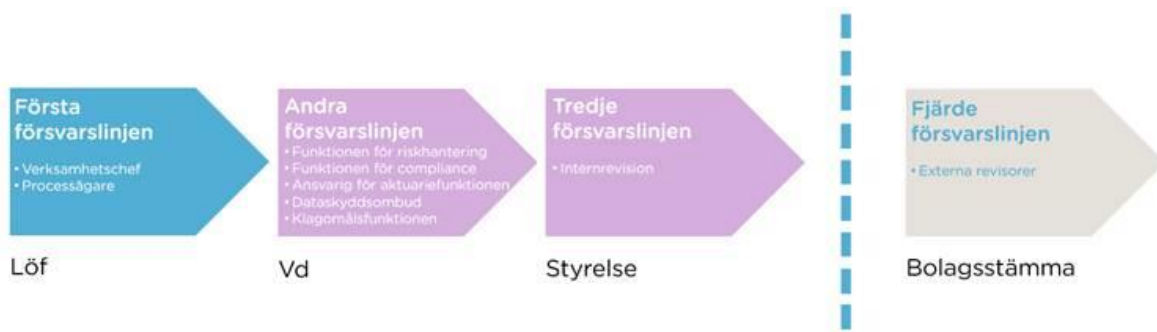 Första
försvarslinjen
• Verksamhetschef
• Processägare
Löf
Andra
försvarslinjen
• Funktionen för riskhantering
• Funktionen för compliance
• Ansvarig för aktuariefunktionen
• Dataskyddsombud
• Klagomålsfunktionen
Vd
Tredje
försvarslinjen
• Internrevision
Styrelse
Fjärde
försvarslinjen
• Externa revisorer
Bolagsstämma